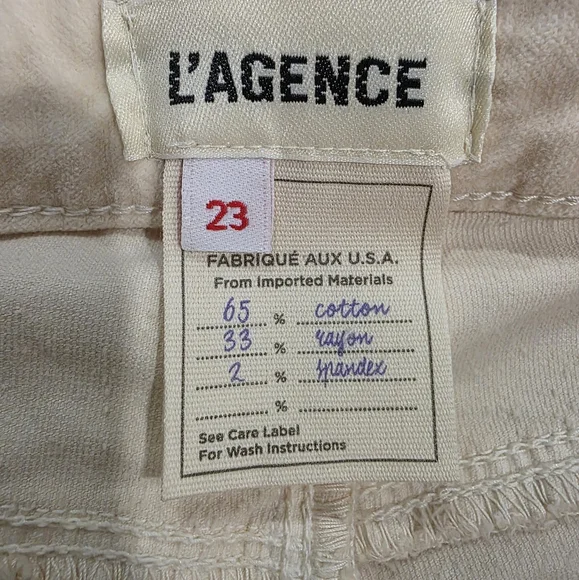 L'AGENCE
23
FABRIQUÉ AUX U.S.A.
From Imported Materials
65 % cotton
33 % rayon
2 % spandex
%
See Care Label
For Wash Instructions